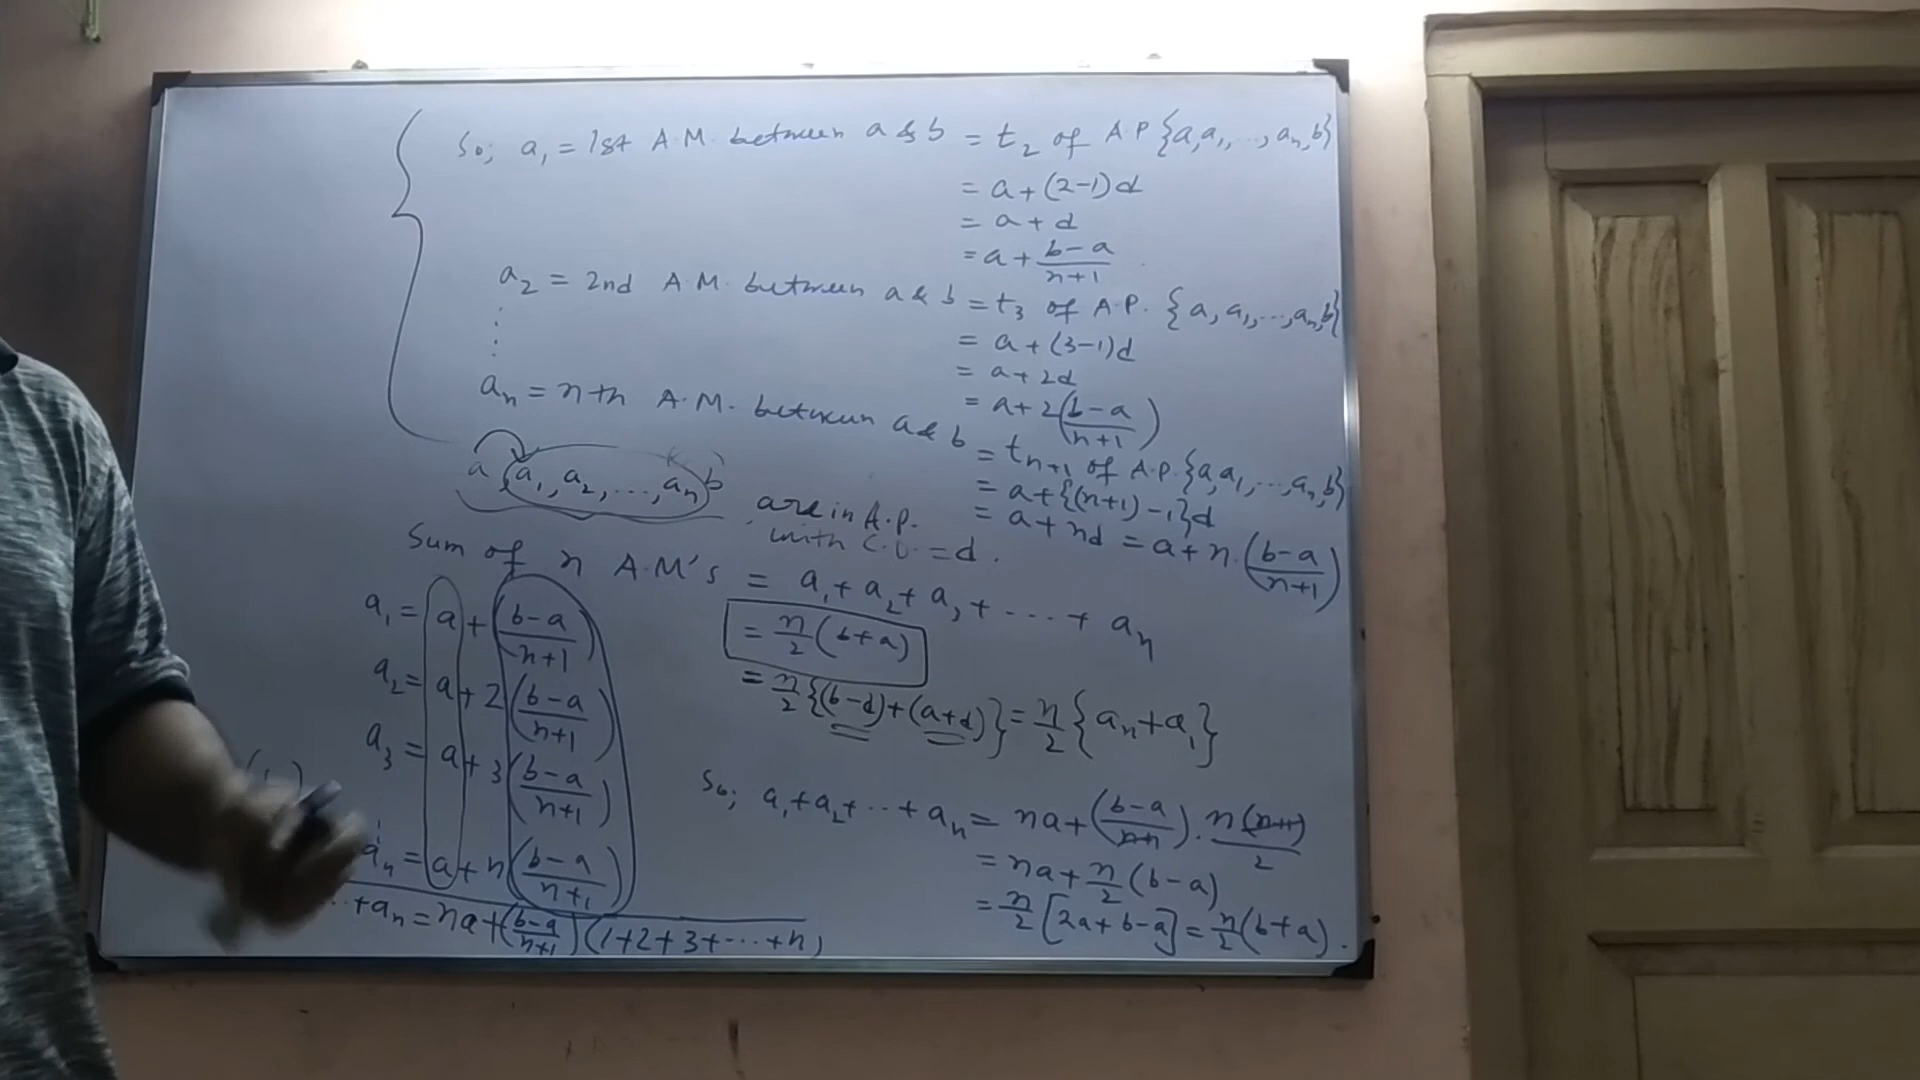 So; a₁ = 1st A.M. between a & b = t₂ of A.P {a, a₁, ..., aₙ, b}
= a + (2-1)d
= a + d
= a + (b-a)/(n+1)
a₂ = 2nd A.M. between a & b = t₃ of A.P. {a, a₁, ..., aₙ, b}
= a + (3-1)d
= a + 2d
= a + 2((b-a)/(n+1))
aₙ = nth A.M. between a & b = tₙ₊₁ of A.P. {a, a₁, ..., aₙ, b}
= a + {(n+1) - 1}d
= a + nd = a + n.((b-a)/(n+1))
a, a₁, a₂, ..., aₙ, b are in A.P.
with C.D. = d.
Sum of n A.M's = a₁ + a₂ + a₃ + ... + aₙ
= n/2 (b+a)
= n/2 {(b-d) + (a+d)} = n/2 {aₙ + a₁}
a₁ = a + ((b-a)/(n+1))
a₂ = a + 2((b-a)/(n+1))
a₃ = a + 3((b-a)/(n+1))
⋮
aₙ = a + n((b-a)/(n+1))
.. + aₙ = na + ((b-a)/(n+1))(1+2+3+...+n)
So; a₁ + a₂ + .. + aₙ = na + ((b-a)/(n+1)) . n(n+1)/2
= na + n/2 (b-a)
= n/2 [2a + b - a] = n/2 (b+a).